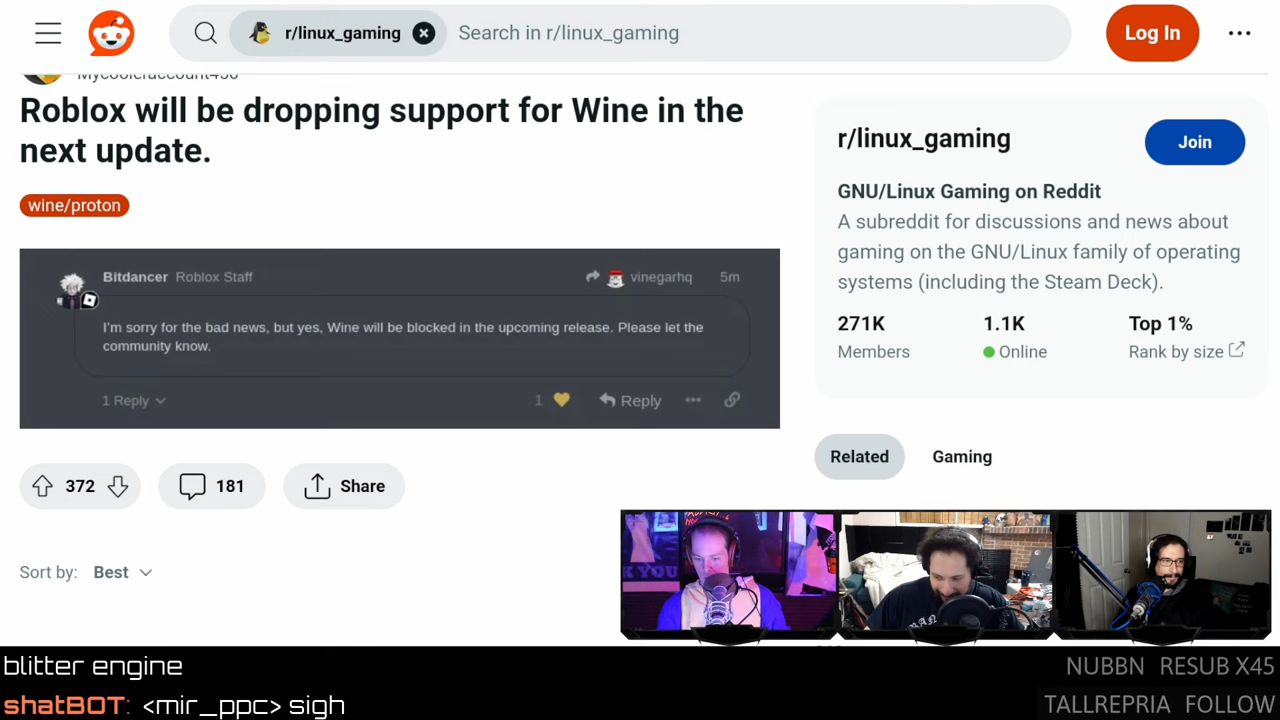 r/linux_gaming
Search in r/linux_gaming
Log In
Mycooleraccount456
Roblox will be dropping support for Wine in the
next update.
wine/proton
Bitdancer Roblox Staff
vinegarhq 5m
I'm sorry for the bad news, but yes, Wine will be blocked in the upcoming release. Please let the
community know.
1 Reply
1
Reply
372
181
Share
Sort by: Best
r/linux_gaming
Join
GNU/Linux Gaming on Reddit
A subreddit for discussions and news about
gaming on the GNU/Linux family of operating
systems (including the Steam Deck).
271K 1.1K Top 1%
Members Online Rank by size
Related Gaming
blitter engine
shatBOT: <mir_ppc> sigh
NUBBN RESUB X45
TALLREPRIA FOLLOW